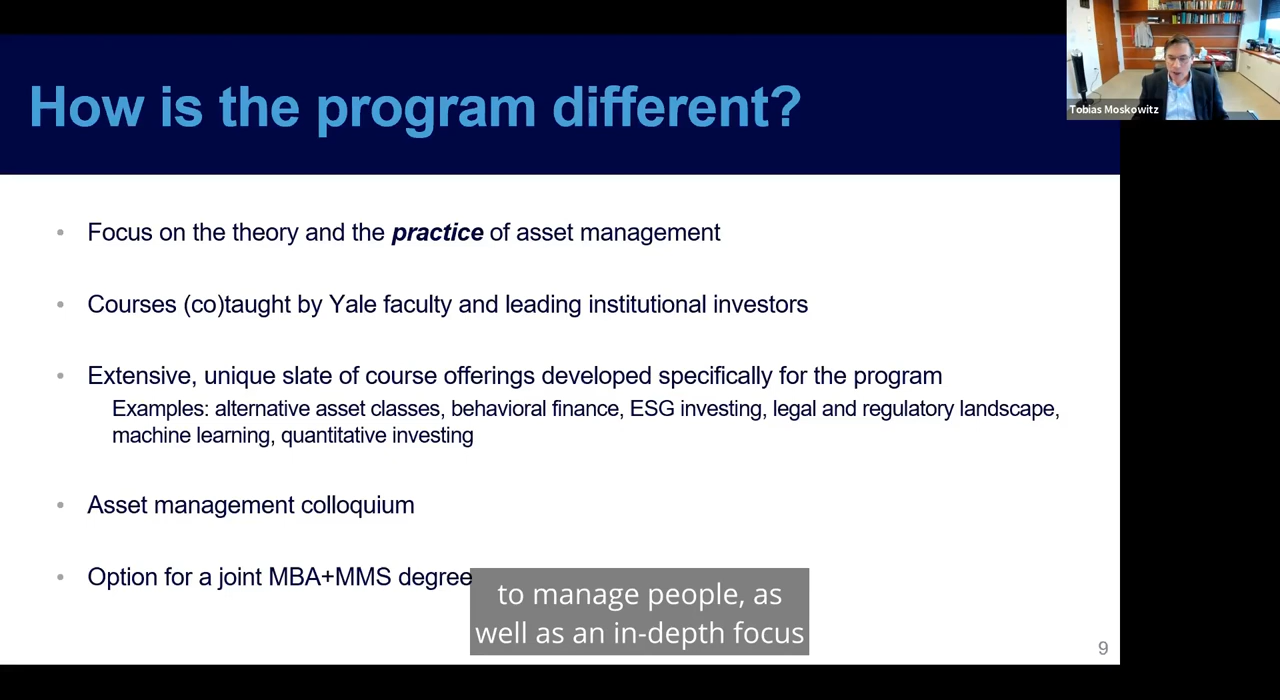 How is the program different?
Tobias Moskowitz
• Focus on the theory and the practice of asset management
• Courses (co)taught by Yale faculty and leading institutional investors
• Extensive, unique slate of course offerings developed specifically for the program
Examples: alternative asset classes, behavioral finance, ESG investing, legal and regulatory landscape,
machine learning, quantitative investing
• Asset management colloquium
• Option for a joint MBA+MMS degree
to manage people, as
well as an in-depth focus
9